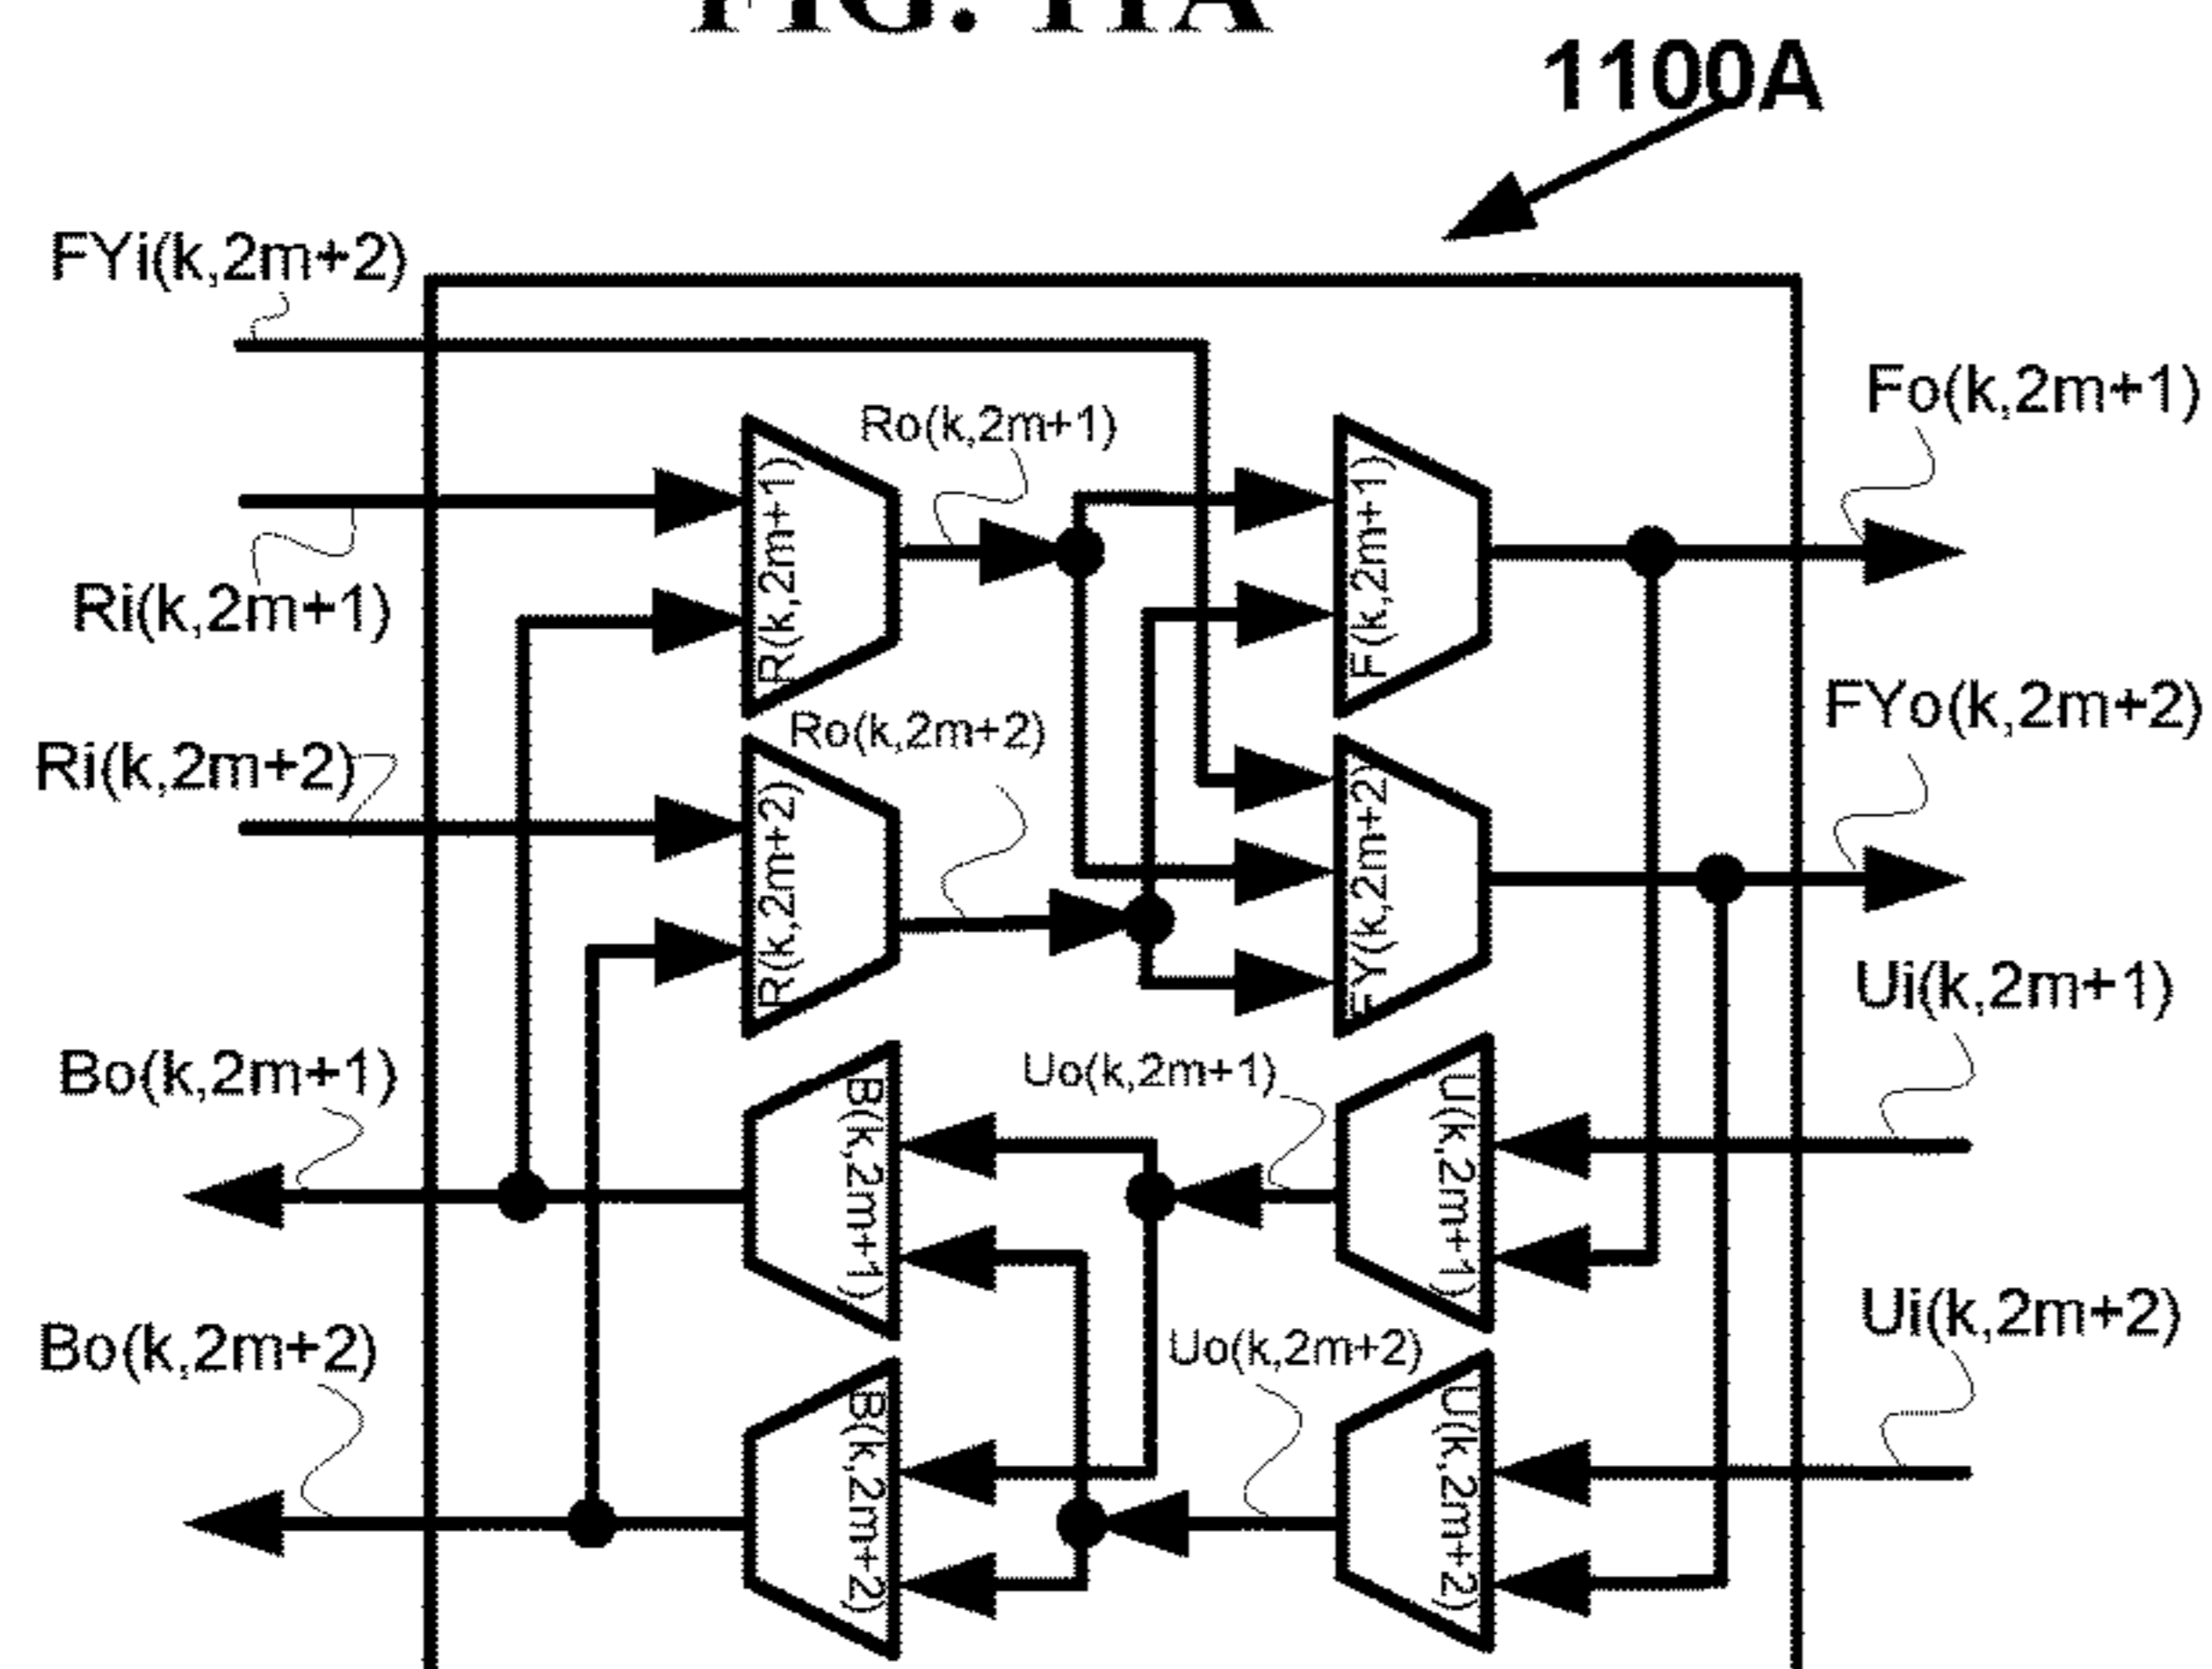 FIG. 11A
1100A
FYi(k,2m+2)
Fo(k,2m+1)
Ro(k,2m+1)
R(k,2m+1)
F(k,2m+1)
Ri(k,2m+1)
FYo(k,2m+2)
Ro(k,2m+2)
Ri(k,2m+2)
R(k,2m+2)
FY(k,2m+2)
Ui(k,2m+1)
Bo(k,2m+1)
Uo(k,2m+1)
B(k,2m+1)
U(k,2m+1)
Ui(k,2m+2)
Bo(k,2m+2)
Uo(k,2m+2)
B(k,2m+2)
U(k,2m+2)